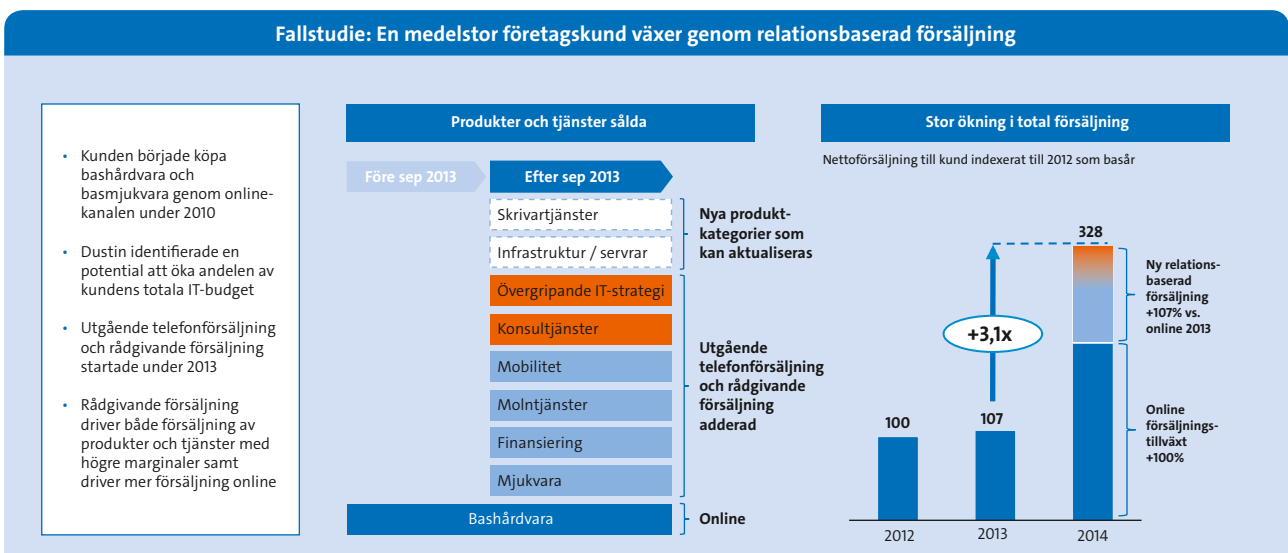 Fallstudie: En medelstor företagskund växer genom relationsbaserad försäljning
• Kunden började köpa
bashårdvara och
basmjukvara genom online-
kanalen under 2010
• Dustin identifierade en
potential att öka andelen av
kundens totala IT-budget
• Utgående telefonförsäljning
och rådgivande försäljning
startade under 2013
• Rådgivande försäljning
driver både försäljning av
produkter och tjänster med
högre marginaler samt
driver mer försäljning online
Produkter och tjänster sålda
Före sep 2013
Efter sep 2013
Skrivartjänster
Infrastruktur / servrar
Övergripande IT-strategi
Konsultjänster
Mobilitet
Molntjänster
Finansiering
Mjukvara
Bashårdvara
Nya produkt-
kategorier som
kan aktualiseras
Utgående
telefonförsäljning
och rådgivande
försäljning
adderad
Online
Stor ökning i total försäljning
Nettoförsäljning till kund indexerat till 2012 som basår
328
+3,1x
100
107
2012
2013
2014
Ny relations-
baserad
försäljning
+107% vs.
online 2013
Online
försäljnings-
tillväxt
+100%